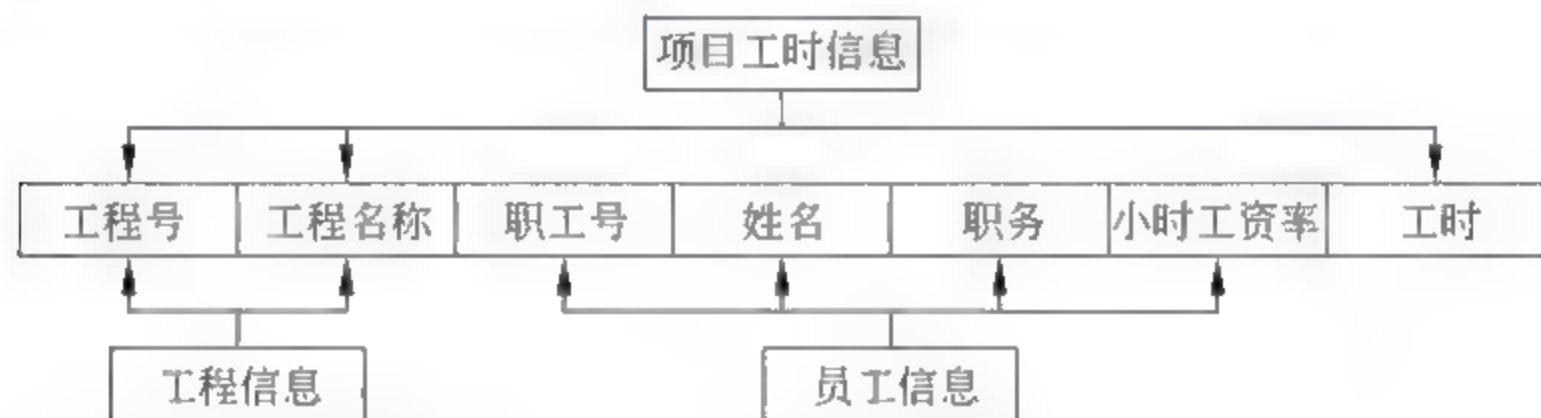 项目工时信息
工程号 工程名称 职工号 姓名 职务 小时工资率 工时
工程信息 员工信息